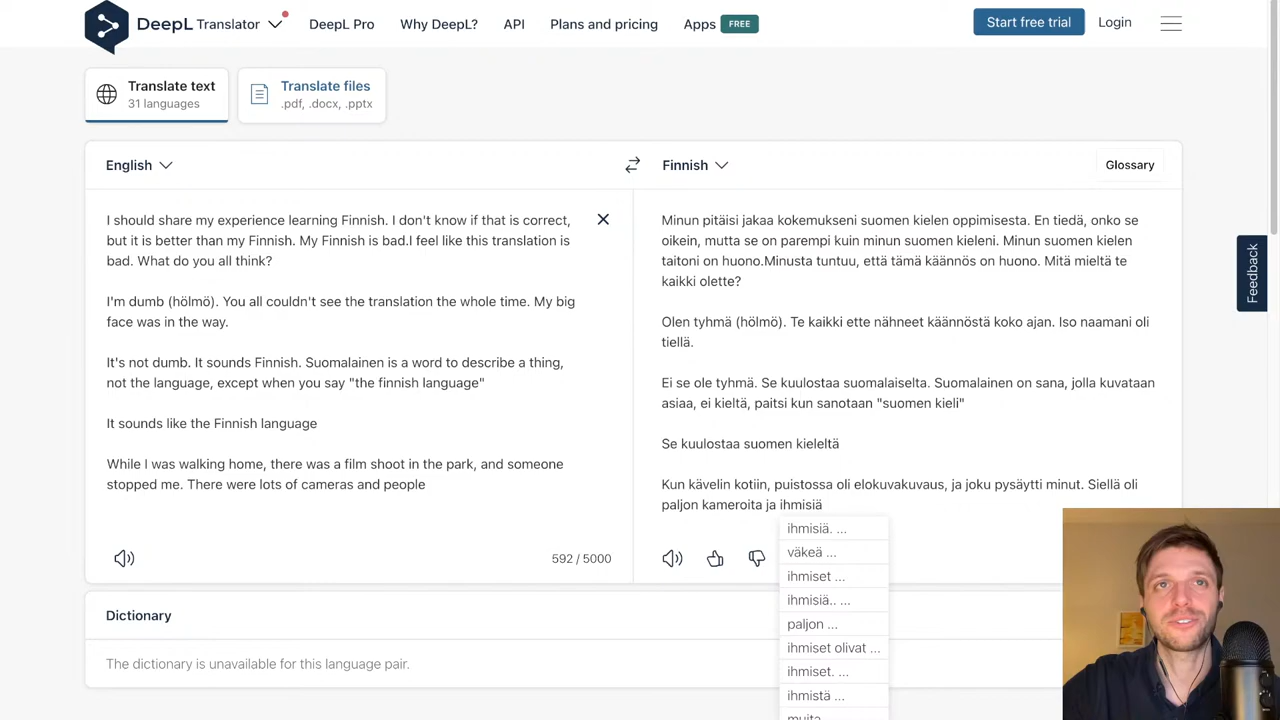 DeepL Translator
DeepL Pro
Why DeepL?
API
Plans and pricing
Apps FREE
Start free trial
Login
Translate text
31 languages
Translate files
.pdf, .docx, .pptx
English
Finnish
Glossary
I should share my experience learning Finnish. I don't know if that is correct,
but it is better than my Finnish. My Finnish is bad.I feel like this translation is
bad. What do you all think?
I'm dumb (hölmö). You all couldn't see the translation the whole time. My big
face was in the way.
It's not dumb. It sounds Finnish. Suomalainen is a word to describe a thing,
not the language, except when you say "the finnish language"
It sounds like the Finnish language
While I was walking home, there was a film shoot in the park, and someone
stopped me. There were lots of cameras and people
592 / 5000
Minun pitäisi jakaa kokemukseni suomen kielen oppimisesta. En tiedä, onko se
oikein, mutta se on parempi kuin minun suomen kieleni. Minun suomen kielen
taitoni on huono.Minusta tuntuu, että tämä käännös on huono. Mitä mieltä te
kaikki olette?
Olen tyhmä (hölmö). Te kaikki ette nähneet käännöstä koko ajan. Iso naamani oli
tiellä.
Ei se ole tyhmä. Se kuulostaa suomalaiselta. Suomalainen on sana, jolla kuvataan
asiaa, ei kieltä, paitsi kun sanotaan "suomen kieli"
Se kuulostaa suomen kieleltä
Kun kävelin kotiin, puistossa oli elokuvakuvaus, ja joku pysäytti minut. Siellä oli
paljon kameroita ja ihmisiä
ihmisiä. ...
väkeä ...
ihmiset ...
ihmisiä.. ...
paljon ...
ihmiset olivat ...
ihmiset. ...
ihmistä ...
muita
Feedback
Dictionary
The dictionary is unavailable for this language pair.